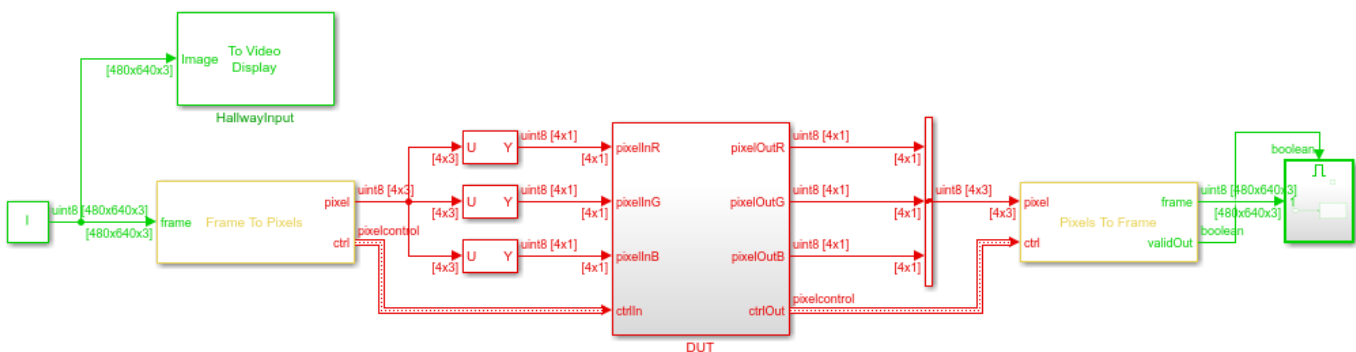 To Video
Display
Image
[480x640x3]
HallwayInput
I
uint8 [480x640x3]
[480x640x3]
frame
Frame To Pixels
pixel
ctrl
uint8 [4x3]
pixelcontrol
[4x3]
U
Y
uint8 [4x1]
[4x1]
[4x3]
U
Y
uint8 [4x1]
[4x1]
[4x3]
U
Y
uint8 [4x1]
[4x1]
pixelInR
pixelInG
pixelInB
ctrlIn
pixelOutR
pixelOutG
pixelOutB
ctrlOut
DUT
uint8 [4x1]
[4x1]
uint8 [4x1]
[4x1]
uint8 [4x1]
[4x1]
pixelcontrol
uint8 [4x3]
[4x3]
pixel
ctrl
Pixels To Frame
frame
validOut
uint8 [480x640x3]
[480x640x3]
boolean
boolean
1